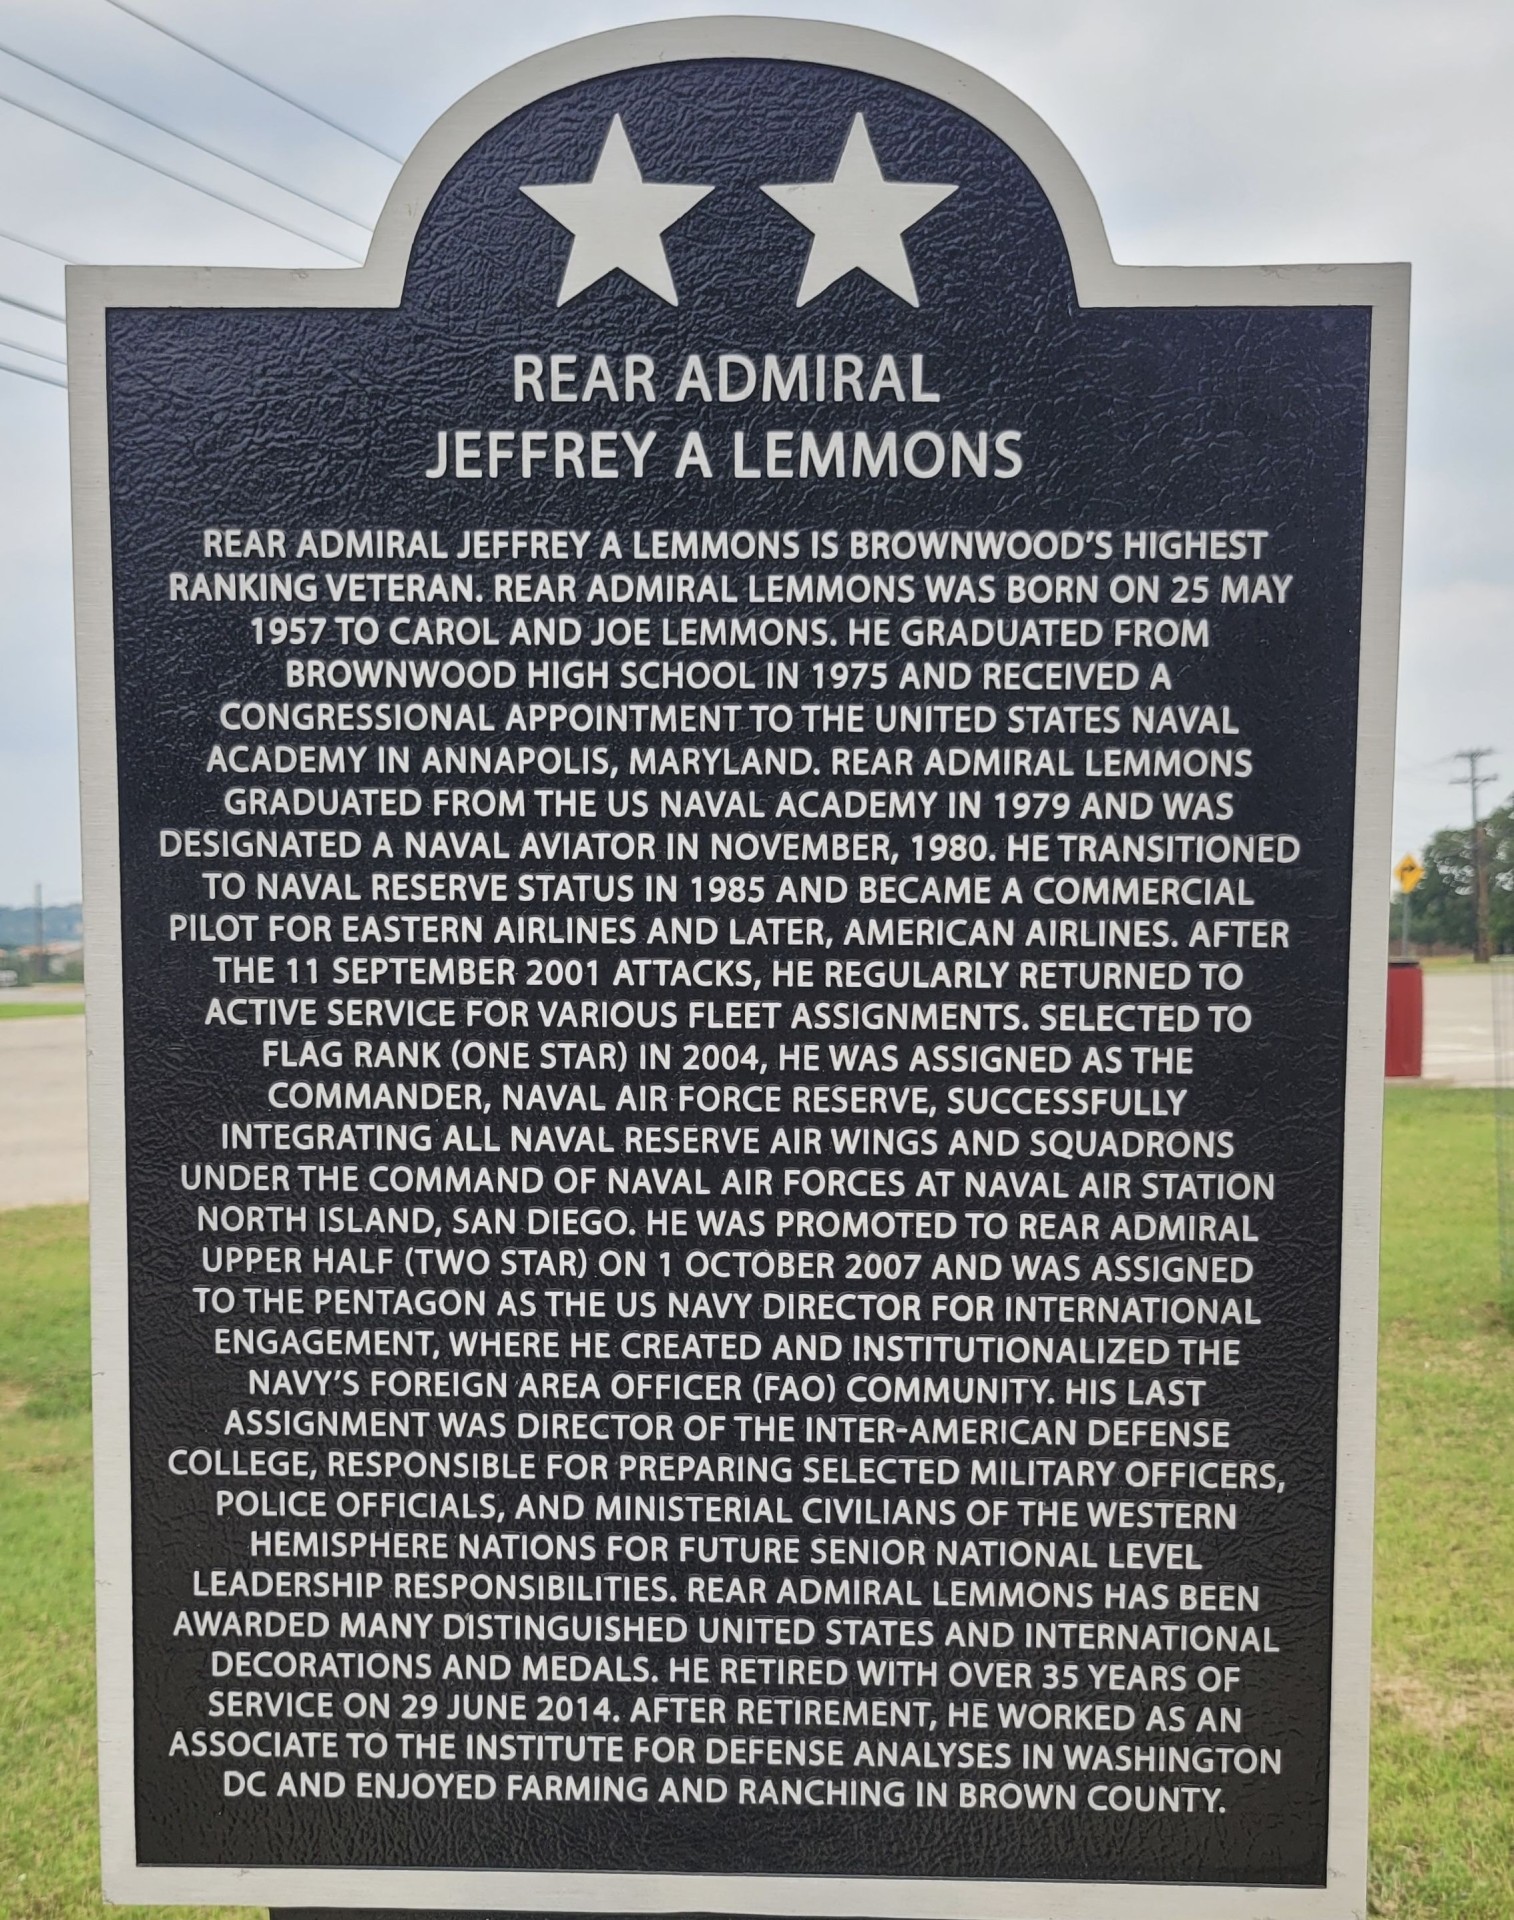 REAR ADMIRAL
JEFFREY A LEMMONS
REAR ADMIRAL JEFFREY A LEMMONS IS BROWNWOOD'S HIGHEST
RANKING VETERAN. REAR ADMIRAL LEMMONS WAS BORN ON 25 MAY
1957 TO CAROL AND JOE LEMMONS. HE GRADUATED FROM
BROWNWOOD HIGH SCHOOL IN 1975 AND RECEIVED A
CONGRESSIONAL APPOINTMENT TO THE UNITED STATES NAVAL
ACADEMY IN ANNAPOLIS, MARYLAND. REAR ADMIRAL LEMMONS
GRADUATED FROM THE US NAVAL ACADEMY IN 1979 AND WAS
DESIGNATED A NAVAL AVIATOR IN NOVEMBER, 1980. HE TRANSITIONED
TO NAVAL RESERVE STATUS IN 1985 AND BECAME A COMMERCIAL
PILOT FOR EASTERN AIRLINES AND LATER, AMERICAN AIRLINES. AFTER
THE 11 SEPTEMBER 2001 ATTACKS, HE REGULARLY RETURNED TO
ACTIVE SERVICE FOR VARIOUS FLEET ASSIGNMENTS. SELECTED TO
FLAG RANK (ONE STAR) IN 2004, HE WAS ASSIGNED AS THE
COMMANDER, NAVAL AIR FORCE RESERVE, SUCCESSFULLY
INTEGRATING ALL NAVAL RESERVE AIR WINGS AND SQUADRONS
UNDER THE COMMAND OF NAVAL AIR FORCES AT NAVAL AIR STATION
NORTH ISLAND, SAN DIEGO. HE WAS PROMOTED TO REAR ADMIRAL
UPPER HALF (TWO STAR) ON 1 OCTOBER 2007 AND WAS ASSIGNED
TO THE PENTAGON AS THE US NAVY DIRECTOR FOR INTERNATIONAL
ENGAGEMENT, WHERE HE CREATED AND INSTITUTIONALIZED THE
NAVY'S FOREIGN AREA OFFICER (FAO) COMMUNITY. HIS LAST
ASSIGNMENT WAS DIRECTOR OF THE INTER-AMERICAN DEFENSE
COLLEGE, RESPONSIBLE FOR PREPARING SELECTED MILITARY OFFICERS,
POLICE OFFICIALS, AND MINISTERIAL CIVILIANS OF THE WESTERN
HEMISPHERE NATIONS FOR FUTURE SENIOR NATIONAL LEVEL
LEADERSHIP RESPONSIBILITIES. REAR ADMIRAL LEMMONS HAS BEEN
AWARDED MANY DISTINGUISHED UNITED STATES AND INTERNATIONAL
DECORATIONS AND MEDALS. HE RETIRED WITH OVER 35 YEARS OF
SERVICE ON 29 JUNE 2014. AFTER RETIREMENT, HE WORKED AS AN
ASSOCIATE TO THE INSTITUTE FOR DEFENSE ANALYSES IN WASHINGTON
DC AND ENJOYED FARMING AND RANCHING IN BROWN COUNTY.